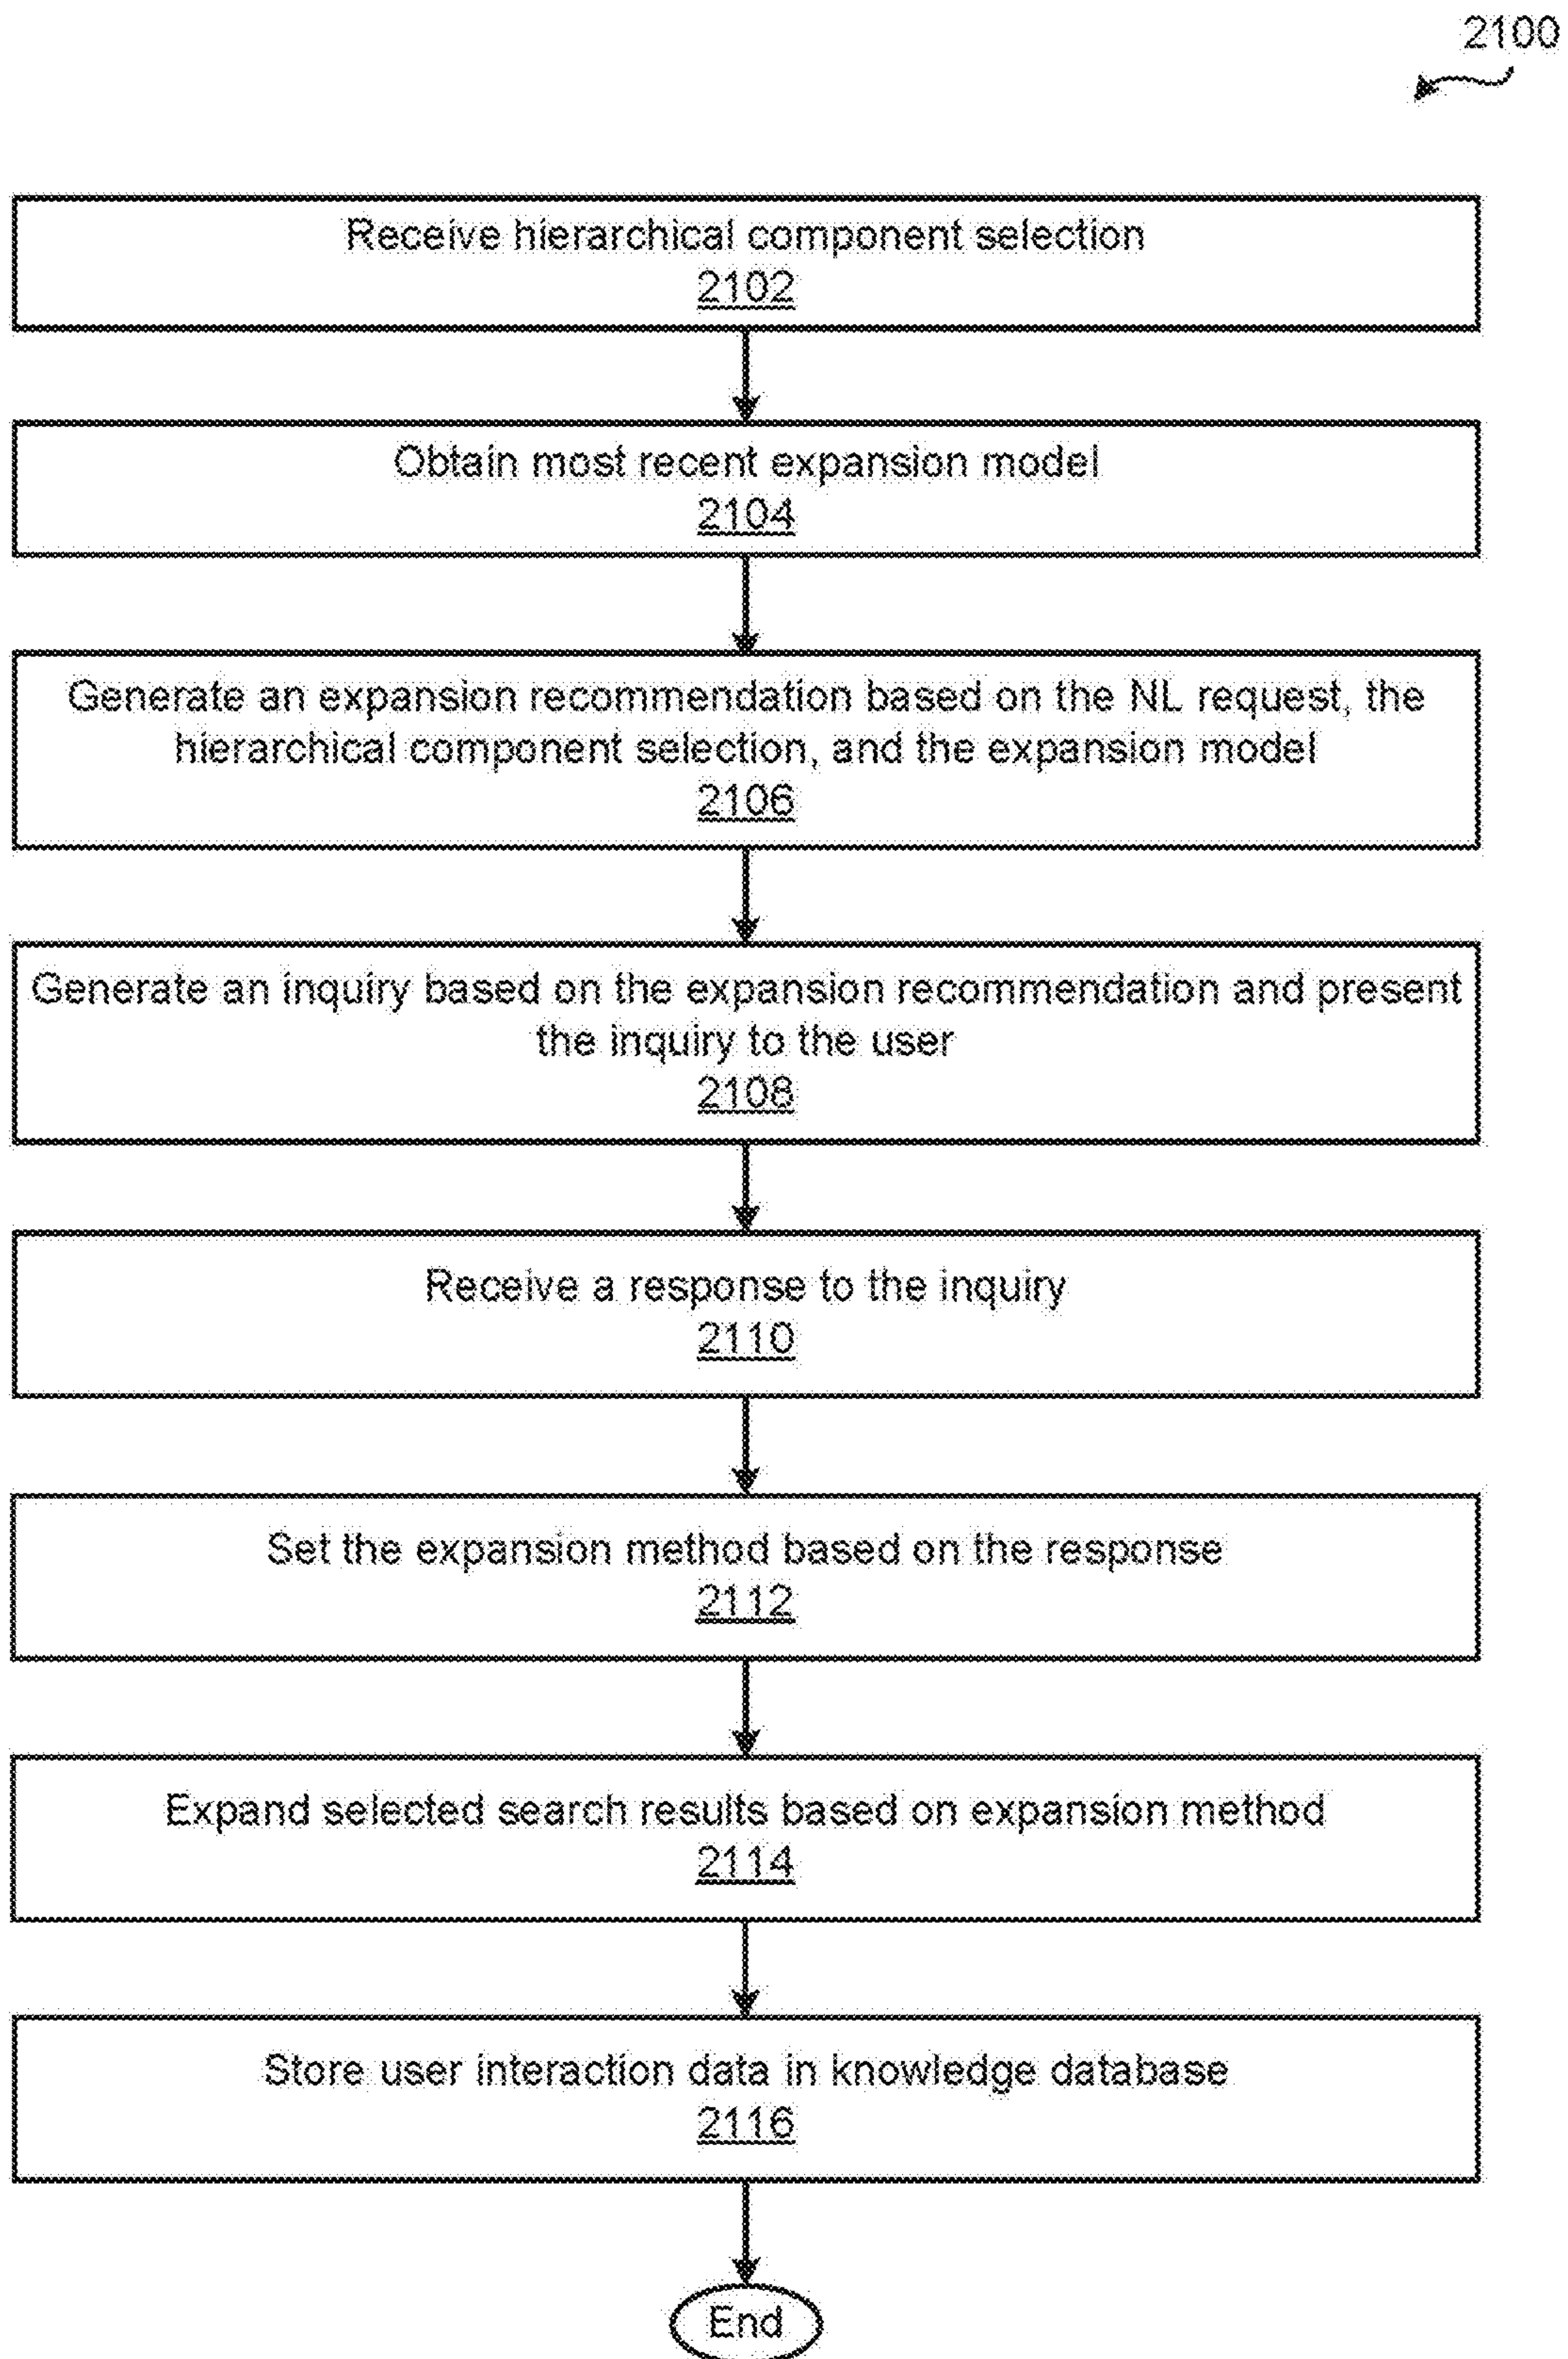 2100
Receive hierarchical component selection
2102
Obtain most recent expansion model
2104
Generate an expansion recommendation based on the NL request, the
hierarchical component selection, and the expansion model
2106
Generate an inquiry based on the expansion recommendation and present
the inquiry to the user
2108
Receive a response to the inquiry
2110
Set the expansion method based on the response
2112
Expand selected search results based on expansion method
2114
Store user interaction data in knowledge database
2116
End